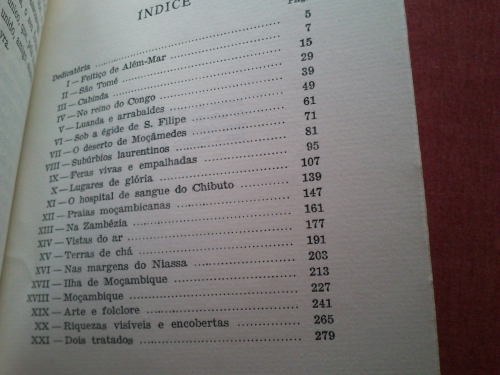 ÍNDICE
Dedicatória 5
I — Feitiço de Além-Mar 7
II — São Tomé 15
III — Cabinda 29
IV — No reino do Congo 39
V — Luanda e arrabaldes 49
VI — Sob a égide de S. Filipe 61
VII — O deserto de Moçâmedes 71
VIII — Subúrbios laurentinos 81
IX — Feras vivas e empalhadas 95
X — Lugares de glória 107
XI — O hospital de sangue do Chibuto 139
XII — Praias moçambicanas 147
XIII — Na Zambézia 161
XIV — Vistas do ar 177
XV — Terras de chá 191
XVI — Nas margens do Niassa 203
XVII — Ilha de Moçambique 213
XVIII — Moçambique 227
XIX — Arte e folclore 241
XX — Riquezas visíveis e encobertas 265
XXI — Dois tratados 279